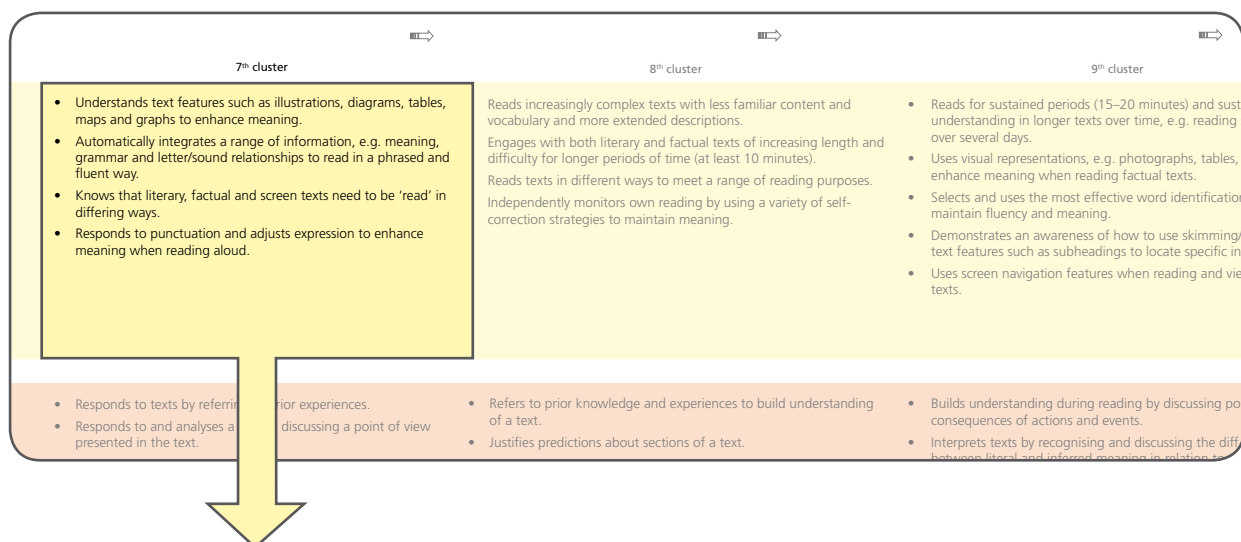 7th cluster
8th cluster
9th cluster
• Understands text features such as illustrations, diagrams, tables,
maps and graphs to enhance meaning.
• Automatically integrates a range of information, e.g. meaning,
grammar and letter/sound relationships to read in a phrased and
fluent way.
• Knows that literary, factual and screen texts need to be ‘read’ in
differing ways.
• Responds to punctuation and adjusts expression to enhance
meaning when reading aloud.
Reads increasingly complex texts with less familiar content and
vocabulary and more extended descriptions.
Engages with both literary and factual texts of increasing length and
difficulty for longer periods of time (at least 10 minutes).
Reads texts in different ways to meet a range of reading purposes.
Independently monitors own reading by using a variety of self-
correction strategies to maintain meaning.
• Reads for sustained periods (15–20 minutes) and
understanding in longer texts over time, e.g. reading
over several days.
• Uses visual representations, e.g. photographs, tables,
enhance meaning when reading factual texts.
• Selects and uses the most effective word
maintain fluency and meaning.
• Demonstrates an awareness of how to use skimming/
text features such as subheadings to locate specific
• Uses screen navigation features when reading and
texts.
• Responds to texts by experiences.
• Responds to and analyses a discussing a point of view
presented in the text.
• Refers to prior knowledge and experiences to build understanding
of a text.
• Justifies predictions about sections of a text.
• Builds understanding during reading by discussing
consequences of actions and events.
• Interprets texts by recognising and discussing the
between literal and inferred meaning in relation to